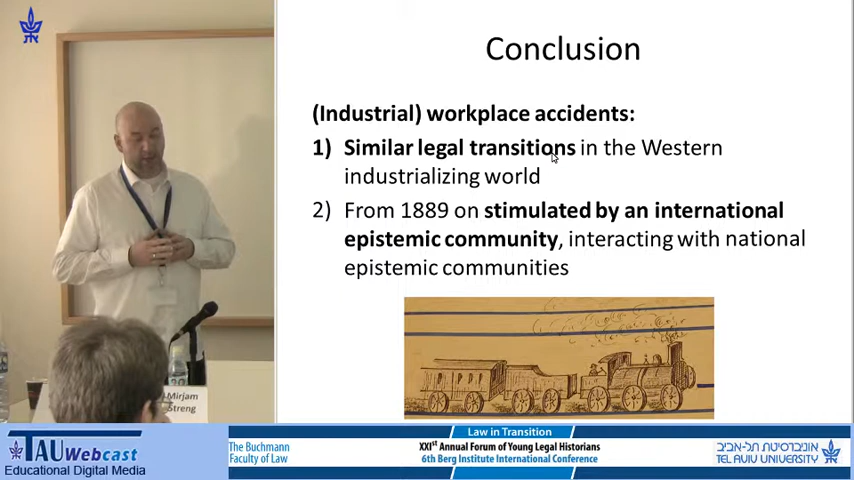 Conclusion
(Industrial) workplace accidents:
1) Similar legal transitions in the Western
industrializing world
2) From 1889 on stimulated by an international
epistemic community, interacting with national
epistemic communities
Mirjam
Streng
TAU Webcast
Educational Digital Media
The Buchmann
Faculty of Law
Law in Transition
XXIst Annual Forum of Young Legal Historians
6th Berg Institute International Conference
אוניברסיטת תל-אביב
TEL AVIV UNIVERSITY